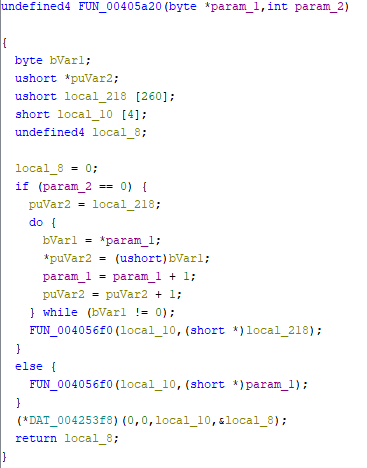 undefined4 FUN_00405a20(byte *param_1,int param_2)
{
byte bVar1;
ushort *puVar2;
ushort local_218 [260];
short local_10 [4];
undefined4 local_8;
local_8 = 0;
if (param_2 == 0) {
puVar2 = local_218;
do {
bVar1 = *param_1;
*puVar2 = (ushort)bVar1;
param_1 = param_1 + 1;
puVar2 = puVar2 + 1;
} while (bVar1 != 0);
FUN_004056f0(local_10,(short *)local_218);
}
else {
FUN_004056f0(local_10,(short *)param_1);
}
(*DAT_004253f8)(0,0,local_10,&local_8);
return local_8;
}